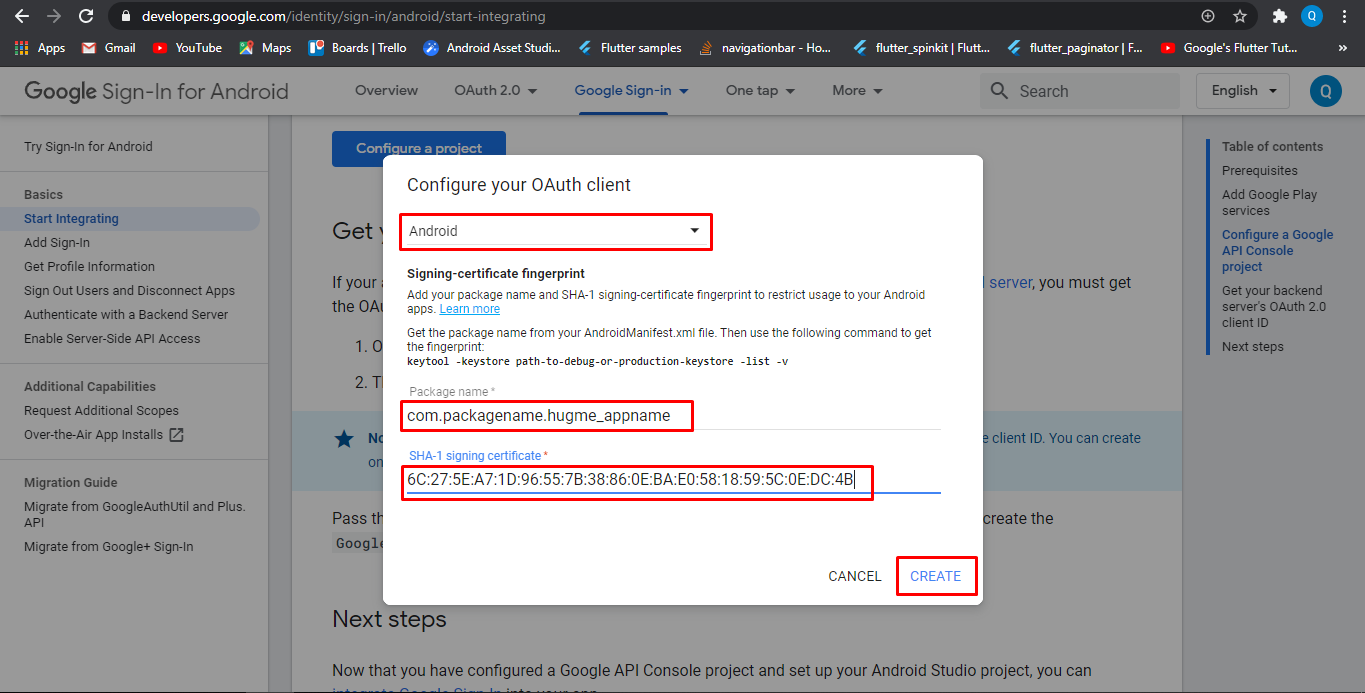 developers.google.com/identity/sign-in/android/start-integrating
Q
Apps Gmail YouTube Maps Boards | Trello Android Asset Studi... Flutter samples navigationbar - Ho... flutter_spinkit | Flutt... flutter_paginator | F... Google's Flutter Tut... »
Google Sign-In for Android
Overview OAuth 2.0 Google Sign-in One tap More Search English Q
Try Sign-In for Android
Basics
Start Integrating
Add Sign-In
Get Profile Information
Sign Out Users and Disconnect Apps
Authenticate with a Backend Server
Enable Server-Side API Access
Additional Capabilities
Request Additional Scopes
Over-the-Air App Installs
Migration Guide
Migrate from GoogleAuthUtil and Plus.
API
Migrate from Google+ Sign-In
Configure a project
Get
If your
server, you must get
the
1.
2.
client ID. You can create
Pass
create the
Google
Next steps
Now that you have configured a Google API Console project and set up your Android Studio project, you can
integrate Google Sign-In into your app.
Configure your OAuth client
Android
Signing-certificate fingerprint
Add your package name and SHA-1 signing-certificate fingerprint to restrict usage to your Android
apps. Learn more
Get the package name from your AndroidManifest.xml file. Then use the following command to get
the fingerprint:
keytool -keystore path-to-debug-or-production-keystore -list -v
Package name *
com.packagename.hugme_appname
SHA-1 signing certificate *
6C:27:5E:A7:1D:96:55:7B:38:86:0E:BA:E0:58:18:59:5C:0E:DC:4B
CANCEL CREATE
Table of contents
Prerequisites
Add Google Play
services
Configure a Google
API Console
project
Get your backend
server's OAuth 2.0
client ID
Next steps